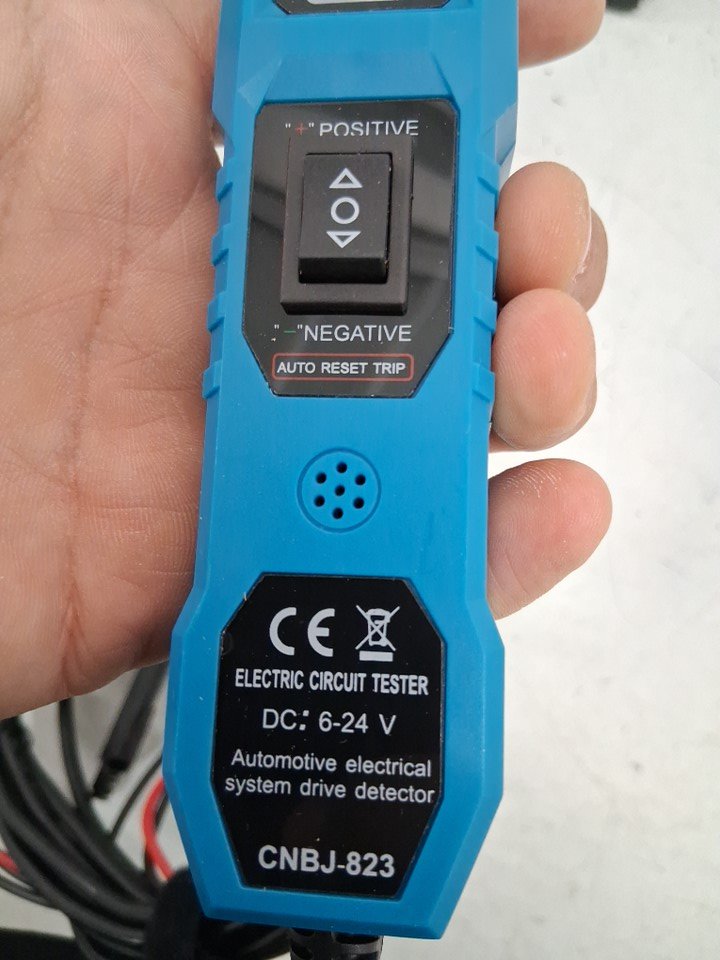 "+" POSITIVE
"-" NEGATIVE
AUTO RESET TRIP
CE
ELECTRIC CIRCUIT TESTER
DC: 6-24 V
Automotive electrical
system drive detector
CNBJ-823